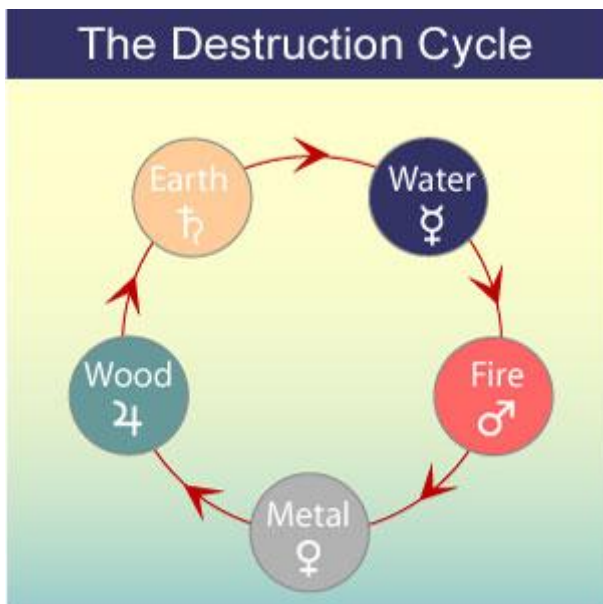 The Destruction Cycle
Earth
♄
Water
☿
Fire
♂
Metal
♀
Wood
♃